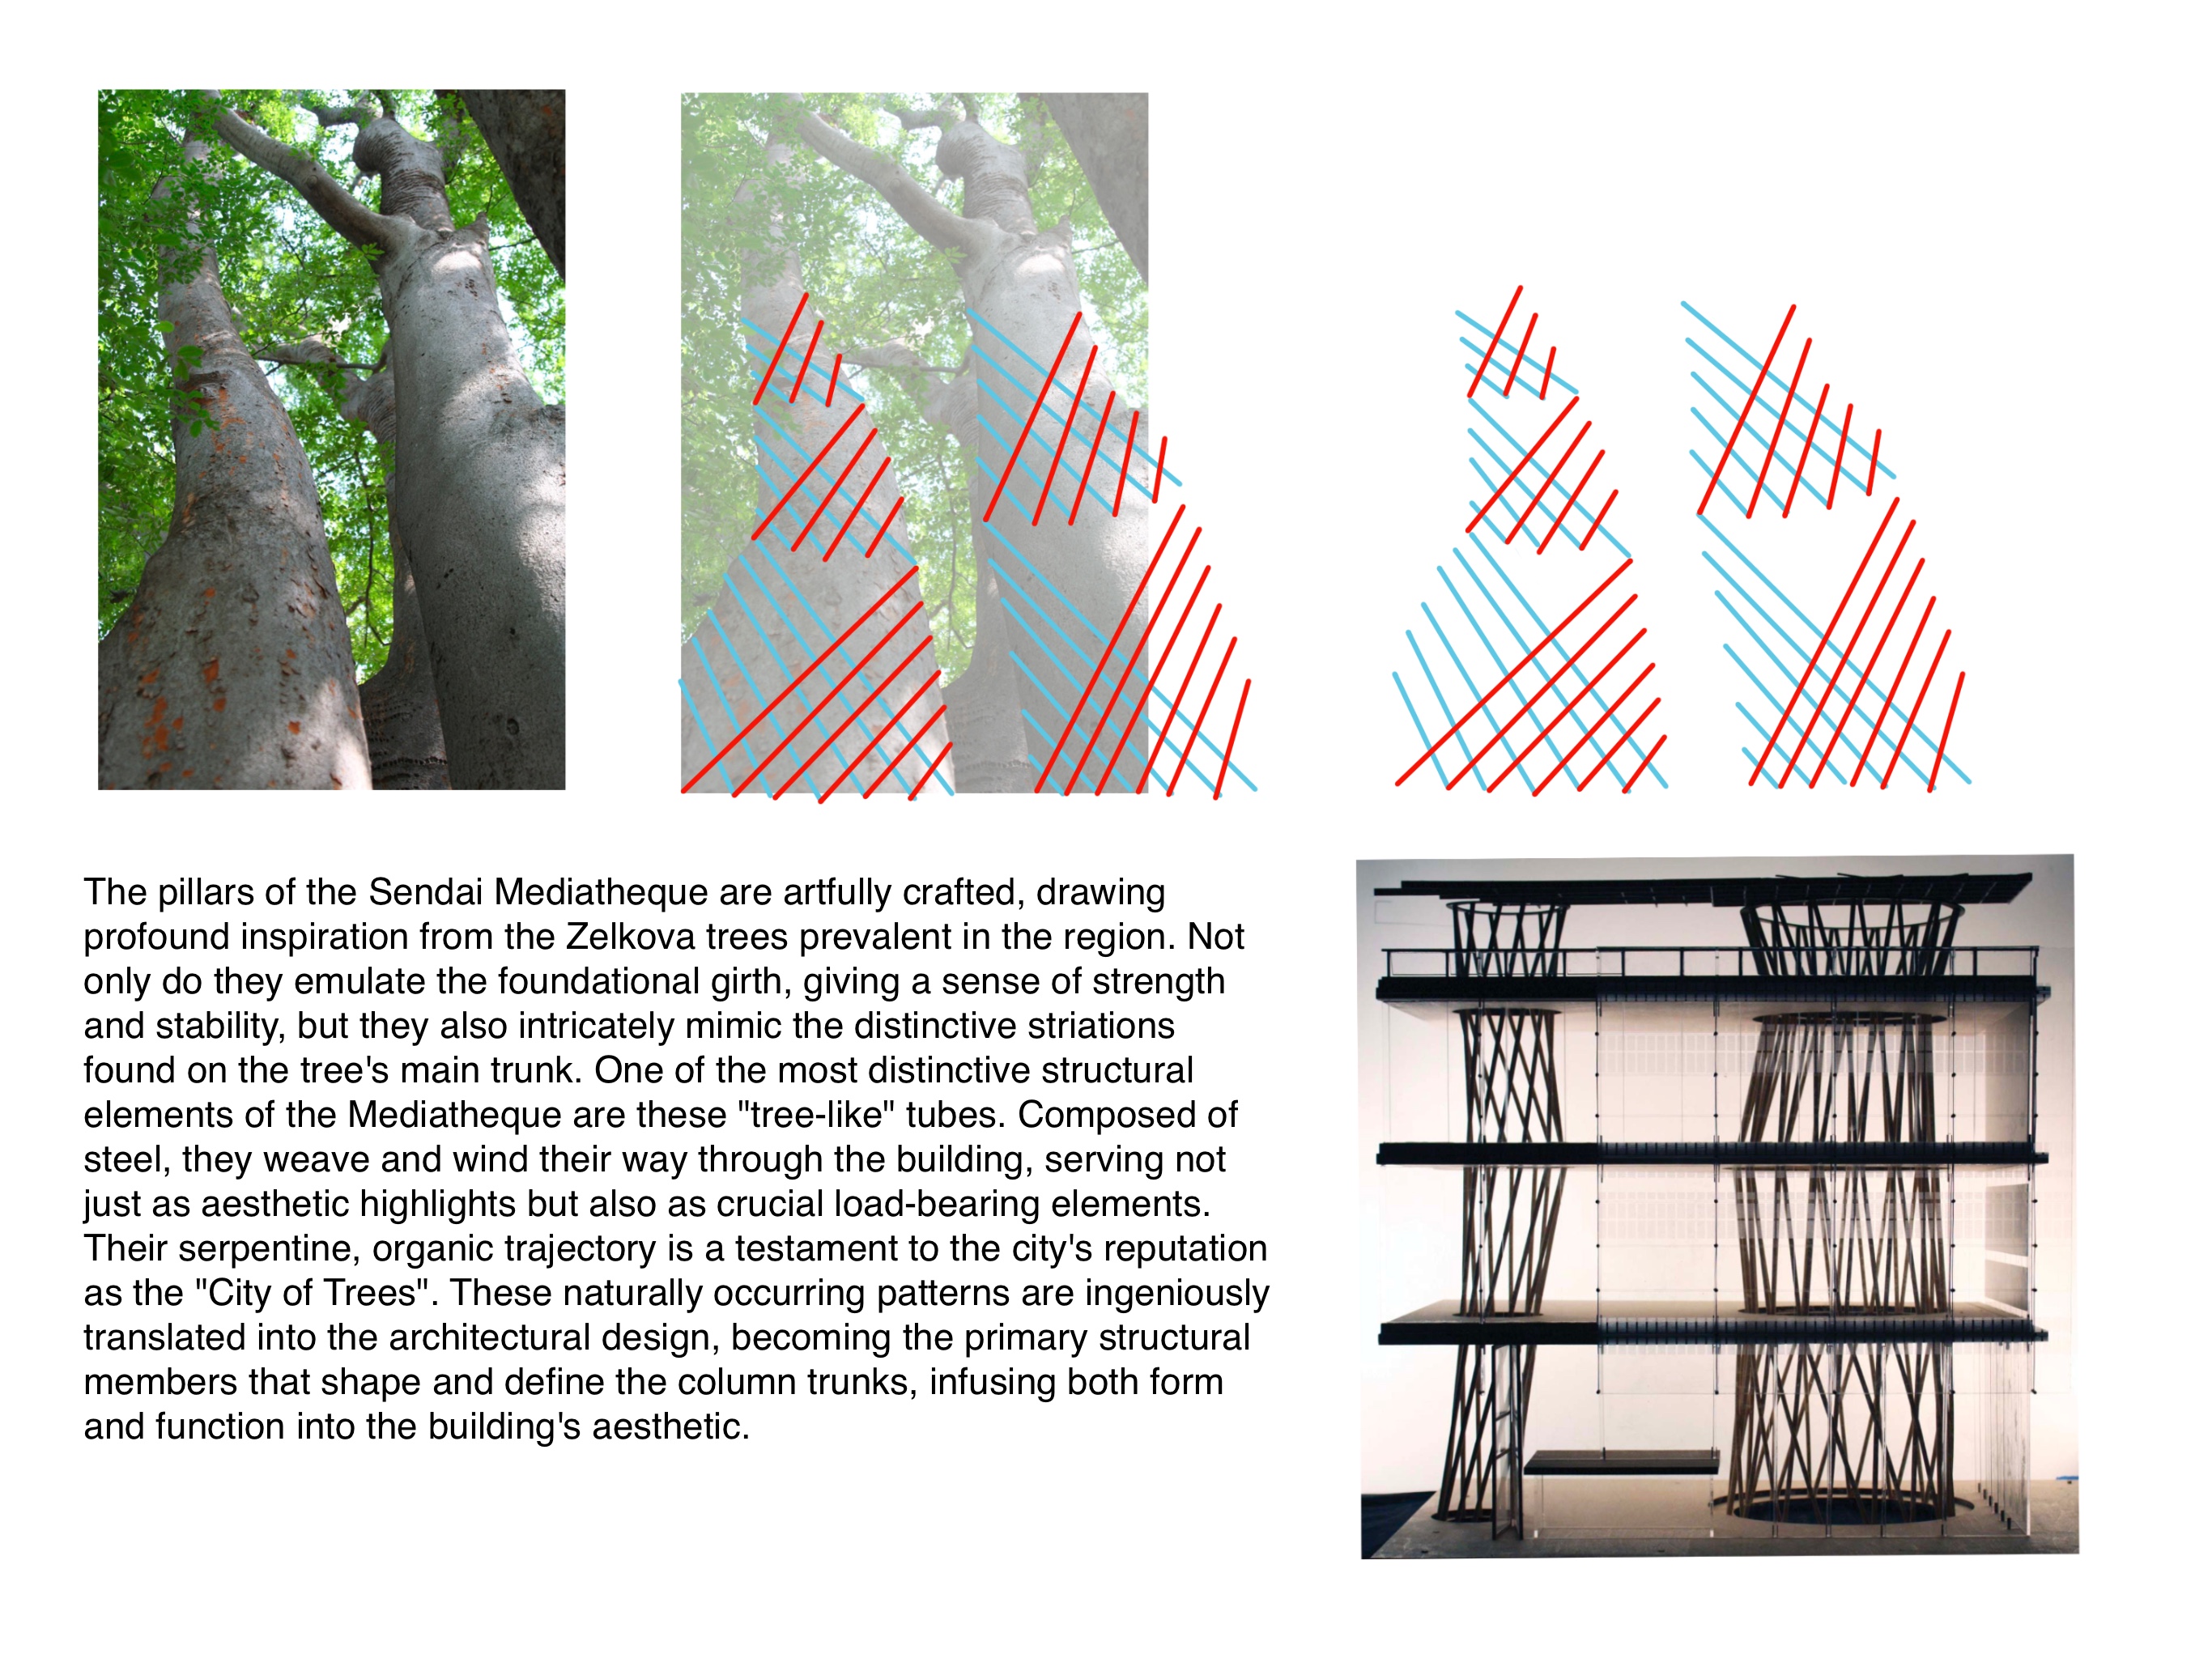 The pillars of the Sendai Mediatheque are artfully crafted, drawing
profound inspiration from the Zelkova trees prevalent in the region. Not
only do they emulate the foundational girth, giving a sense of strength
and stability, but they also intricately mimic the distinctive striations
found on the tree's main trunk. One of the most distinctive structural
elements of the Mediatheque are these "tree-like" tubes. Composed of
steel, they weave and wind their way through the building, serving not
just as aesthetic highlights but also as crucial load-bearing elements.
Their serpentine, organic trajectory is a testament to the city's reputation
as the "City of Trees". These naturally occurring patterns are ingeniously
translated into the architectural design, becoming the primary structural
members that shape and define the column trunks, infusing both form
and function into the building's aesthetic.